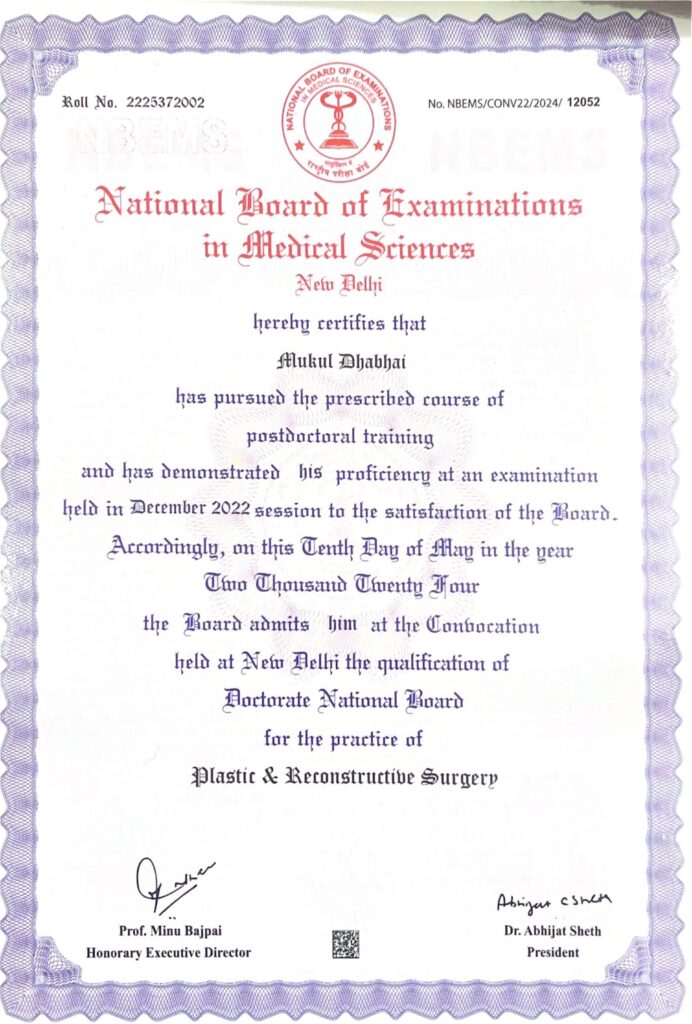 Roll No. 2225372002
No. NBEMS/CONV22/2024/ 12052
NBEMS
NBEMS
NATIONAL BOARD OF EXAMINATIONS
IN MEDICAL SCIENCES
राष्ट्रीय परीक्षा बोर्ड
National Board of Examinations
in Medical Sciences
New Delhi
hereby certifies that
Mukul Dhabhai
has pursued the prescribed course of
postdoctoral training
and has demonstrated his proficiency at an examination
held in December 2022 session to the satisfaction of the Board.
Accordingly, on this Tenth Day of May in the year
Two Thousand Twenty Four
the Board admits him at the Convocation
held at New Delhi the qualification of
Doctorate National Board
for the practice of
Plastic & Reconstructive Surgery
Abhijat C Sheth
Prof. Minu Bajpai
Honorary Executive Director
Dr. Abhijat Sheth
President